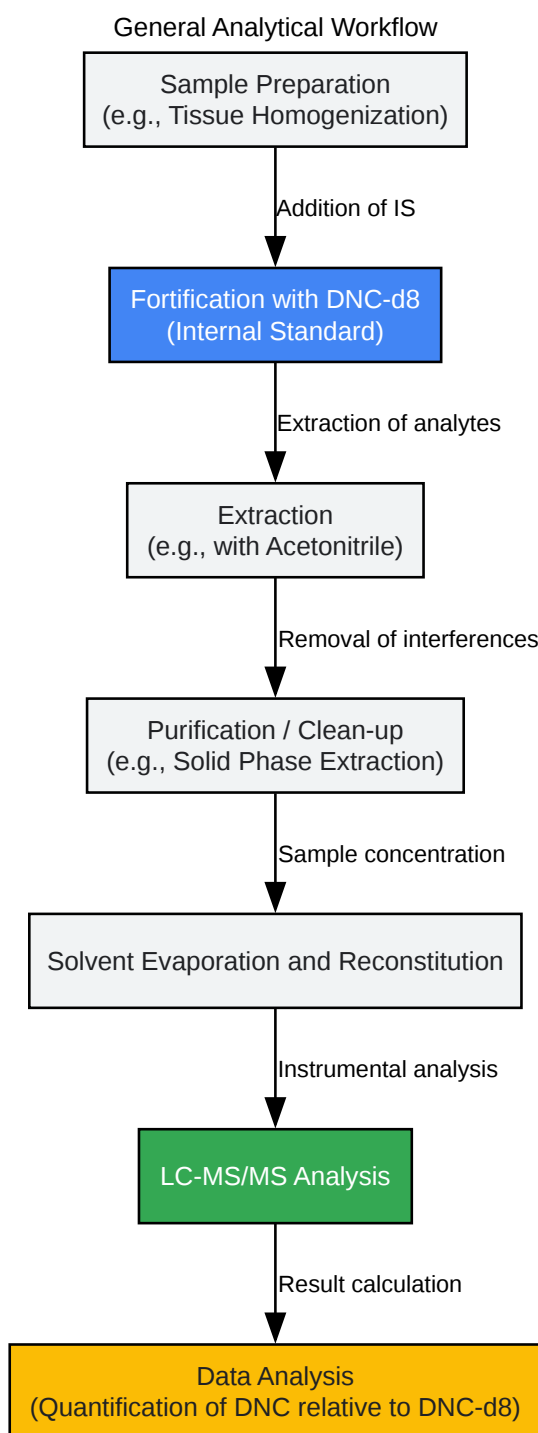 General Analytical Workflow
Sample Preparation
(e.g., Tissue Homogenization)
Addition of IS
Fortification with DNC-d8
(Internal Standard)
Extraction of analytes
Extraction
(e.g., with Acetonitrile)
Removal of interferences
Purification / Clean-up
(e.g., Solid Phase Extraction)
Sample concentration
Solvent Evaporation and Reconstitution
Instrumental analysis
LC-MS/MS Analysis
Result calculation
Data Analysis
(Quantification of DNC relative to DNC-d8)